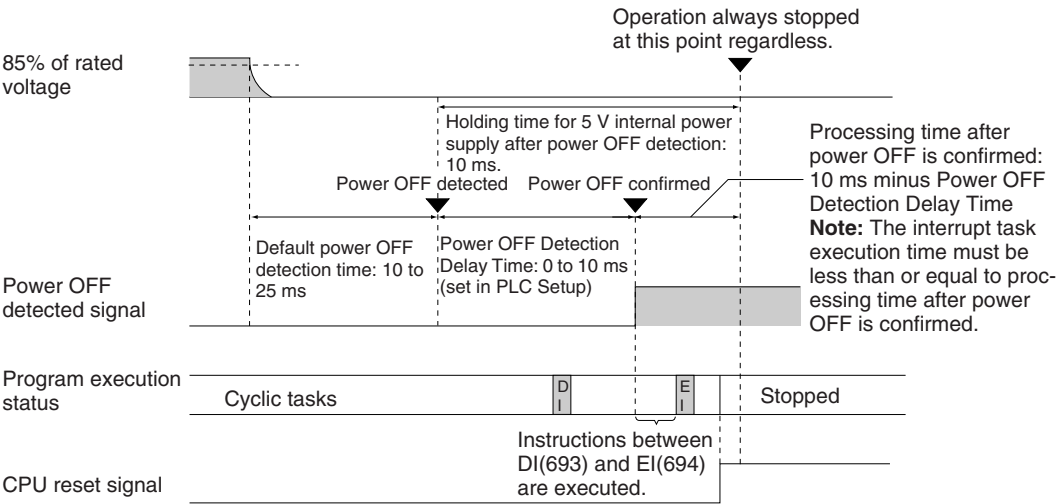 Operation always stopped
at this point regardless.
85% of rated
voltage
Holding time for 5 V internal power
supply after power OFF detection:
10 ms.
Processing time after
power OFF is confirmed:
10 ms minus Power OFF
Detection Delay Time
Note: The interrupt task
execution time must be
less than or equal to proc-
essing time after power
OFF is confirmed.
Power OFF detected
Power OFF confirmed
Default power OFF
detection time: 10 to
25 ms
Power OFF Detection
Delay Time: 0 to 10 ms
(set in PLC Setup)
Power OFF
detected signal
Program execution
status
Cyclic tasks
D
I
E
I
Stopped
Instructions between
DI(693) and EI(694)
are executed.
CPU reset signal